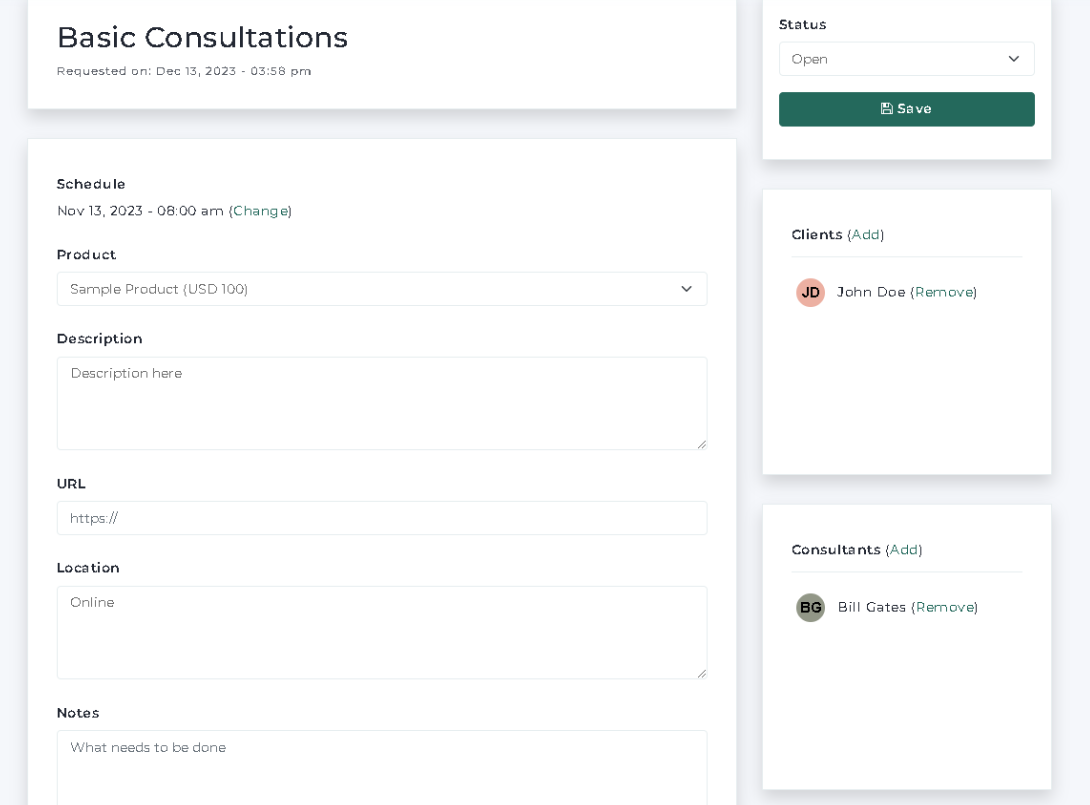 Basic Consultations
Requested on: Dec 13, 2023 - 03:58 pm
Schedule
Nov 13, 2023 - 08:00 am (Change)
Product
Sample Product (USD 100)
Description
Description here
URL
https://
Location
Online
Notes
What needs to be done
Status
Open
Save
Clients (Add)
JD John Doe (Remove)
Consultants (Add)
BG Bill Gates (Remove)